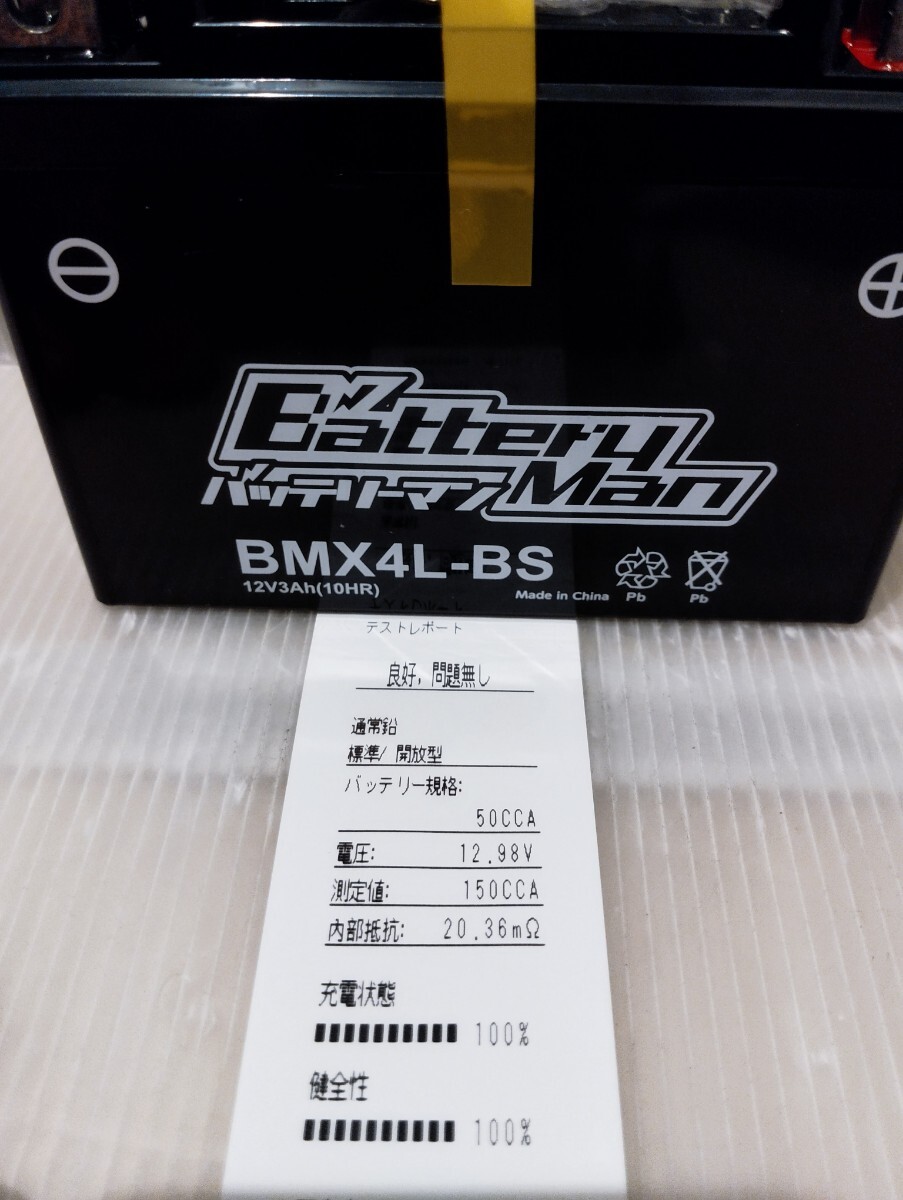 Battery
バッテリーマン Man
BMX4L-BS
12V3Ah(10HR)
Made in China Pb Pb
テストレポート
良好, 問題無し
通常鉛
標準/ 開放型
バッテリー規格:
50CCA
電圧: 12.98V
測定値: 150CCA
内部抵抗: 20.36mΩ
充電状態
100%
健全性
100%